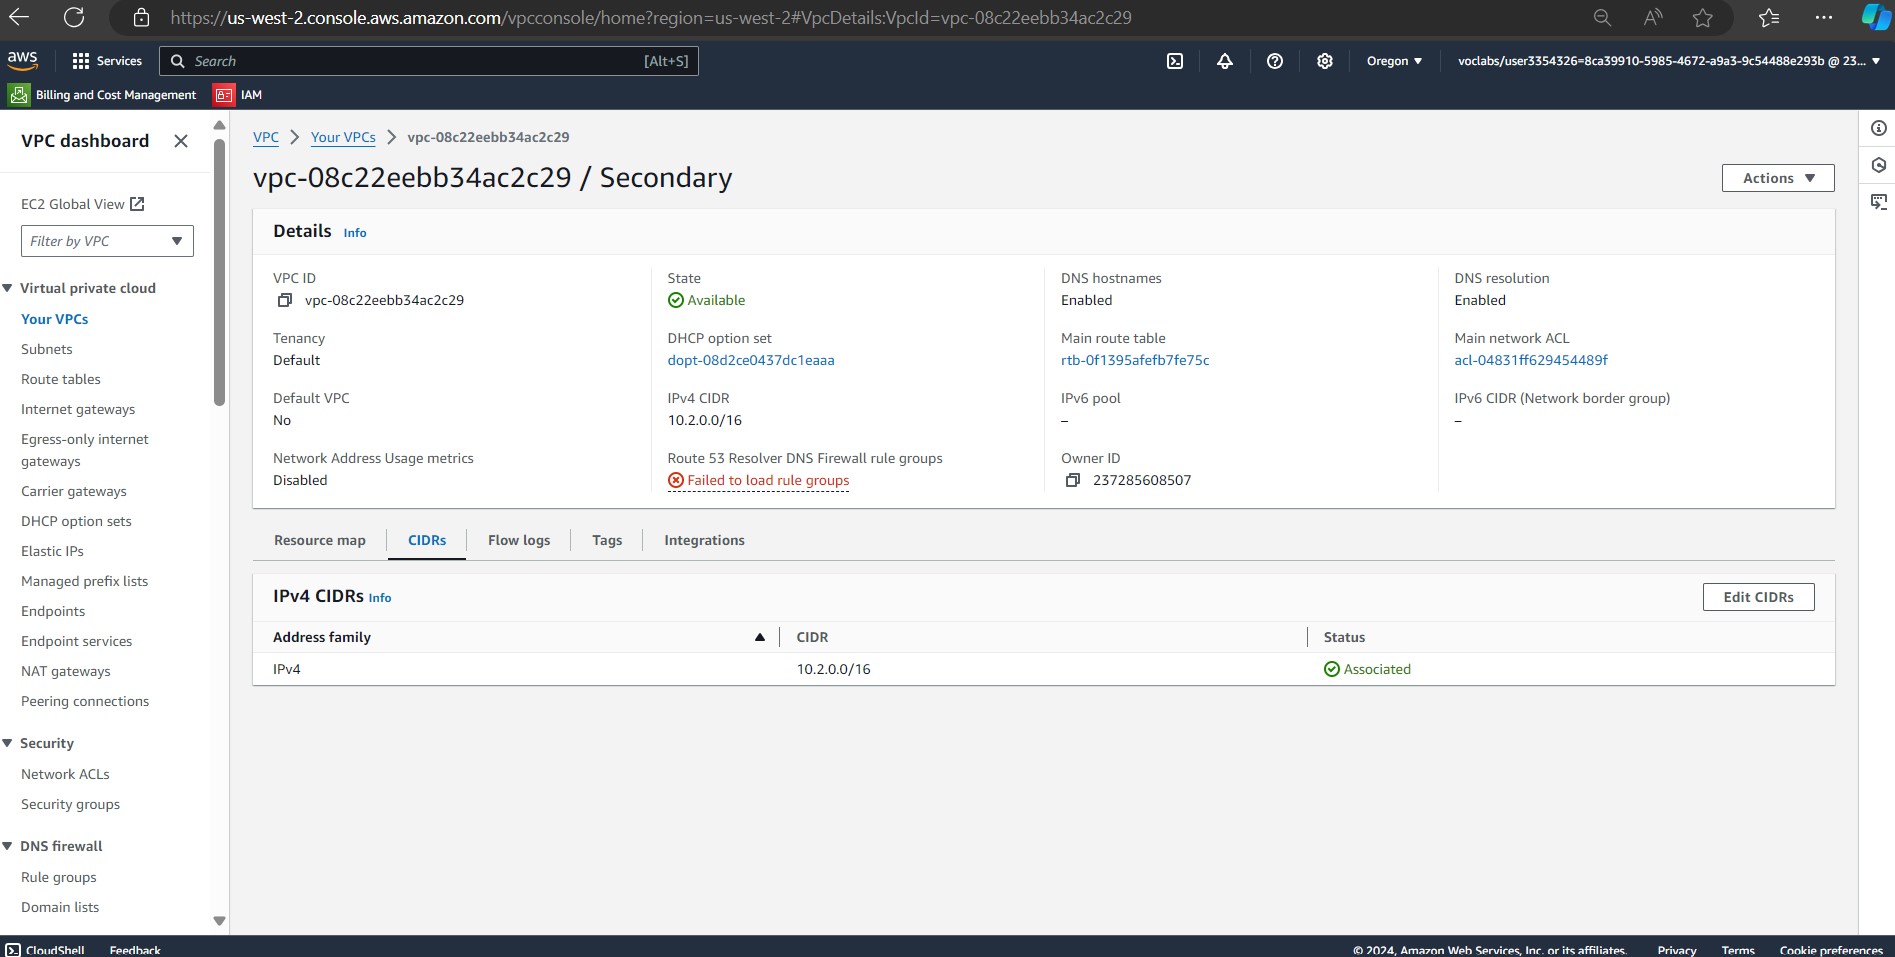 https://us-west-2.console.aws.amazon.com/vpcconsole/home?region=us-west-2#VpcDetails:VpcId=vpc-08c22eebb34ac2c29
aws
Services
Search
[Alt+S]
Oregon
voclabs/user3354326=8ca39910-5985-4672-a9a3-9c54488e293b @ 23...
Billing and Cost Management
IAM
VPC dashboard
EC2 Global View
Filter by VPC
Virtual private cloud
Your VPCs
Subnets
Route tables
Internet gateways
Egress-only internet
gateways
Carrier gateways
DHCP option sets
Elastic IPs
Managed prefix lists
Endpoints
Endpoint services
NAT gateways
Peering connections
Security
Network ACLs
Security groups
DNS firewall
Rule groups
Domain lists
VPC > Your VPCs > vpc-08c22eebb34ac2c29
vpc-08c22eebb34ac2c29 / Secondary
Actions
Details Info
VPC ID
vpc-08c22eebb34ac2c29
State
Available
DNS hostnames
Enabled
DNS resolution
Enabled
Tenancy
Default
DHCP option set
dopt-08d2ce0437dc1eaaa
Main route table
rtb-0f1395afefb7fe75c
Main network ACL
acl-04831ff629454489f
Default VPC
No
IPv4 CIDR
10.2.0.0/16
IPv6 pool
–
IPv6 CIDR (Network border group)
–
Network Address Usage metrics
Disabled
Route 53 Resolver DNS Firewall rule groups
Failed to load rule groups
Owner ID
237285608507
Resource map
CIDRs
Flow logs
Tags
Integrations
IPv4 CIDRs Info
Edit CIDRs
Address family
CIDR
Status
IPv4
10.2.0.0/16
Associated
CloudShell
Feedback
© 2024, Amazon Web Services, Inc. or its affiliates.
Privacy
Terms
Cookie preferences